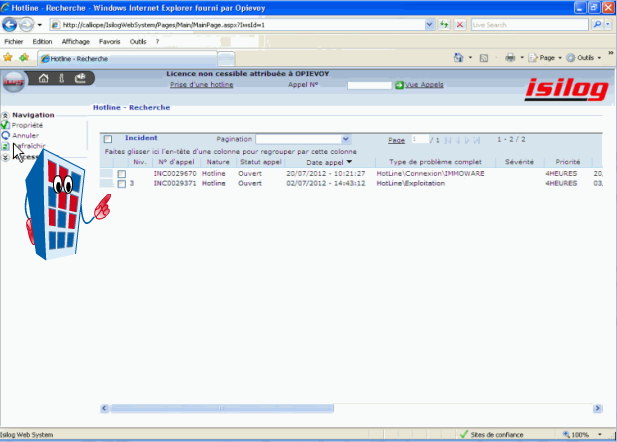 Hotline - Recherche - Windows Internet Explorer fourni par Opievoy
http://calliope/IsilogWebSystem/Pages/Main/MainPage.aspx?IwsId=1
Live Search
Fichier Edition Affichage Favoris Outils ?
Hotline - Recherche
Page Outils
iws
Licence non cessible attribuée à OPIEVOY
Prise d'une hotline Appel N° Vue Appels
isilog
Hotline - Recherche
Navigation
Propriété
Annuler
Rafraîchir
Incident Pagination Page 1 / 1 1 - 2 / 2
Faites glisser ici l'en-tête d'une colonne pour regrouper par cette colonne
Niv. N° d'appel Nature Statut appel Date appel Type de problème complet Sévérité Priorité
INC0029670 Hotline Ouvert 20/07/2012 - 10:21:27 HotLine\Connexion\IMMOWARE 4HEURES 20,
3 INC0029371 Hotline Ouvert 02/07/2012 - 14:43:12 HotLine\Exploitation 4HEURES 03,
Isilog Web System Sites de confiance 100%